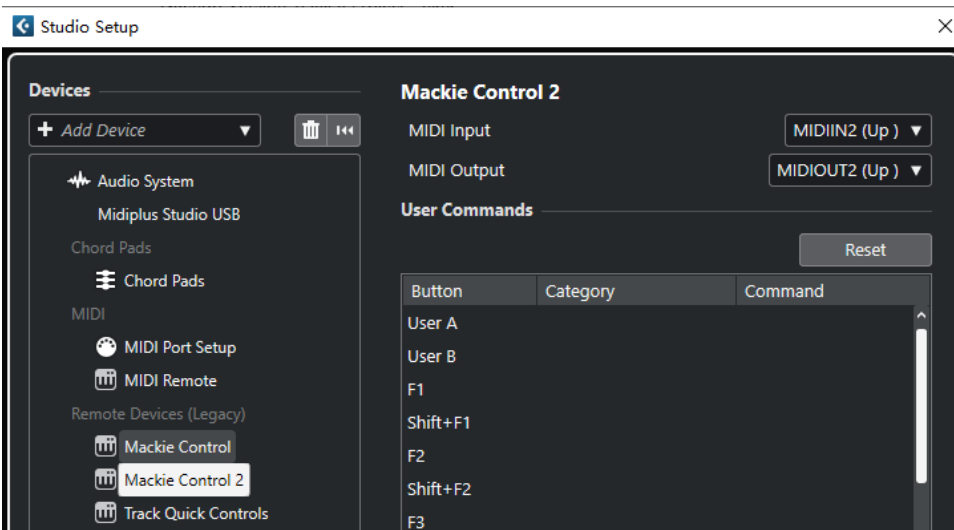 Studio Setup
Devices
Add Device
Audio System
Midiplus Studio USB
Chord Pads
Chord Pads
MIDI
MIDI Port Setup
MIDI Remote
Remote Devices (Legacy)
Mackie Control
Mackie Control 2
Track Quick Controls
Mackie Control 2
MIDI Input
MIDIIN2 (Up )
MIDI Output
MIDIOUT2 (Up )
User Commands
Reset
Button Category Command
User A
User B
F1
Shift+F1
F2
Shift+F2
F3